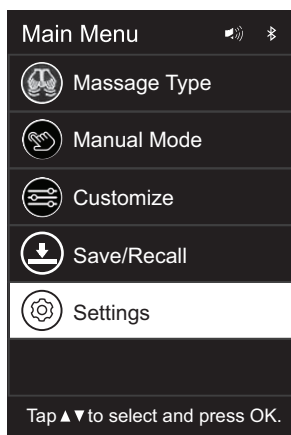 Main Menu
Massage Type
Manual Mode
Customize
Save/Recall
Settings
Tap▲▼to select and press OK.